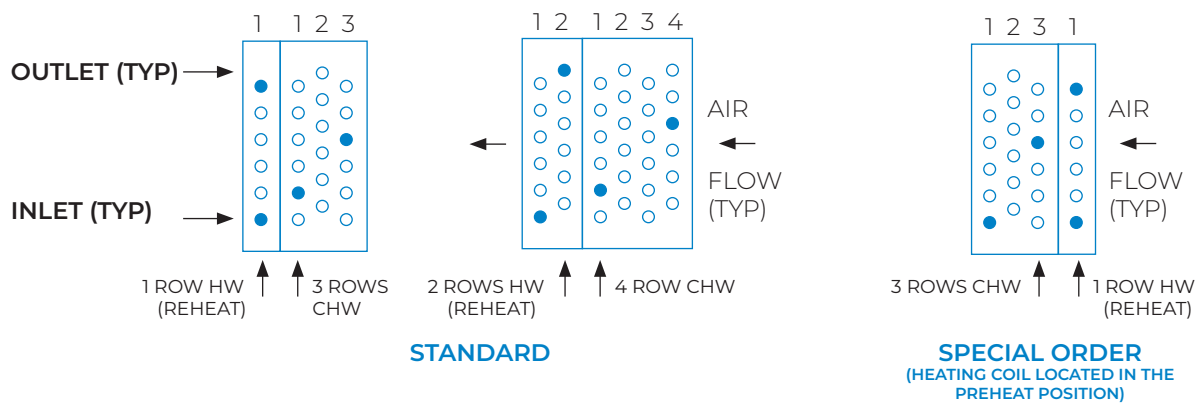 1 1 2 3
OUTLET (TYP)
INLET (TYP)
1 ROW HW
(REHEAT)
3 ROWS
CHW
1 2 1 2 3 4
AIR
FLOW
(TYP)
2 ROWS HW
(REHEAT)
4 ROW CHW
STANDARD
1 2 3 1
AIR
FLOW
(TYP)
3 ROWS CHW
1 ROW HW
(REHEAT)
SPECIAL ORDER
(HEATING COIL LOCATED IN THE
PREHEAT POSITION)